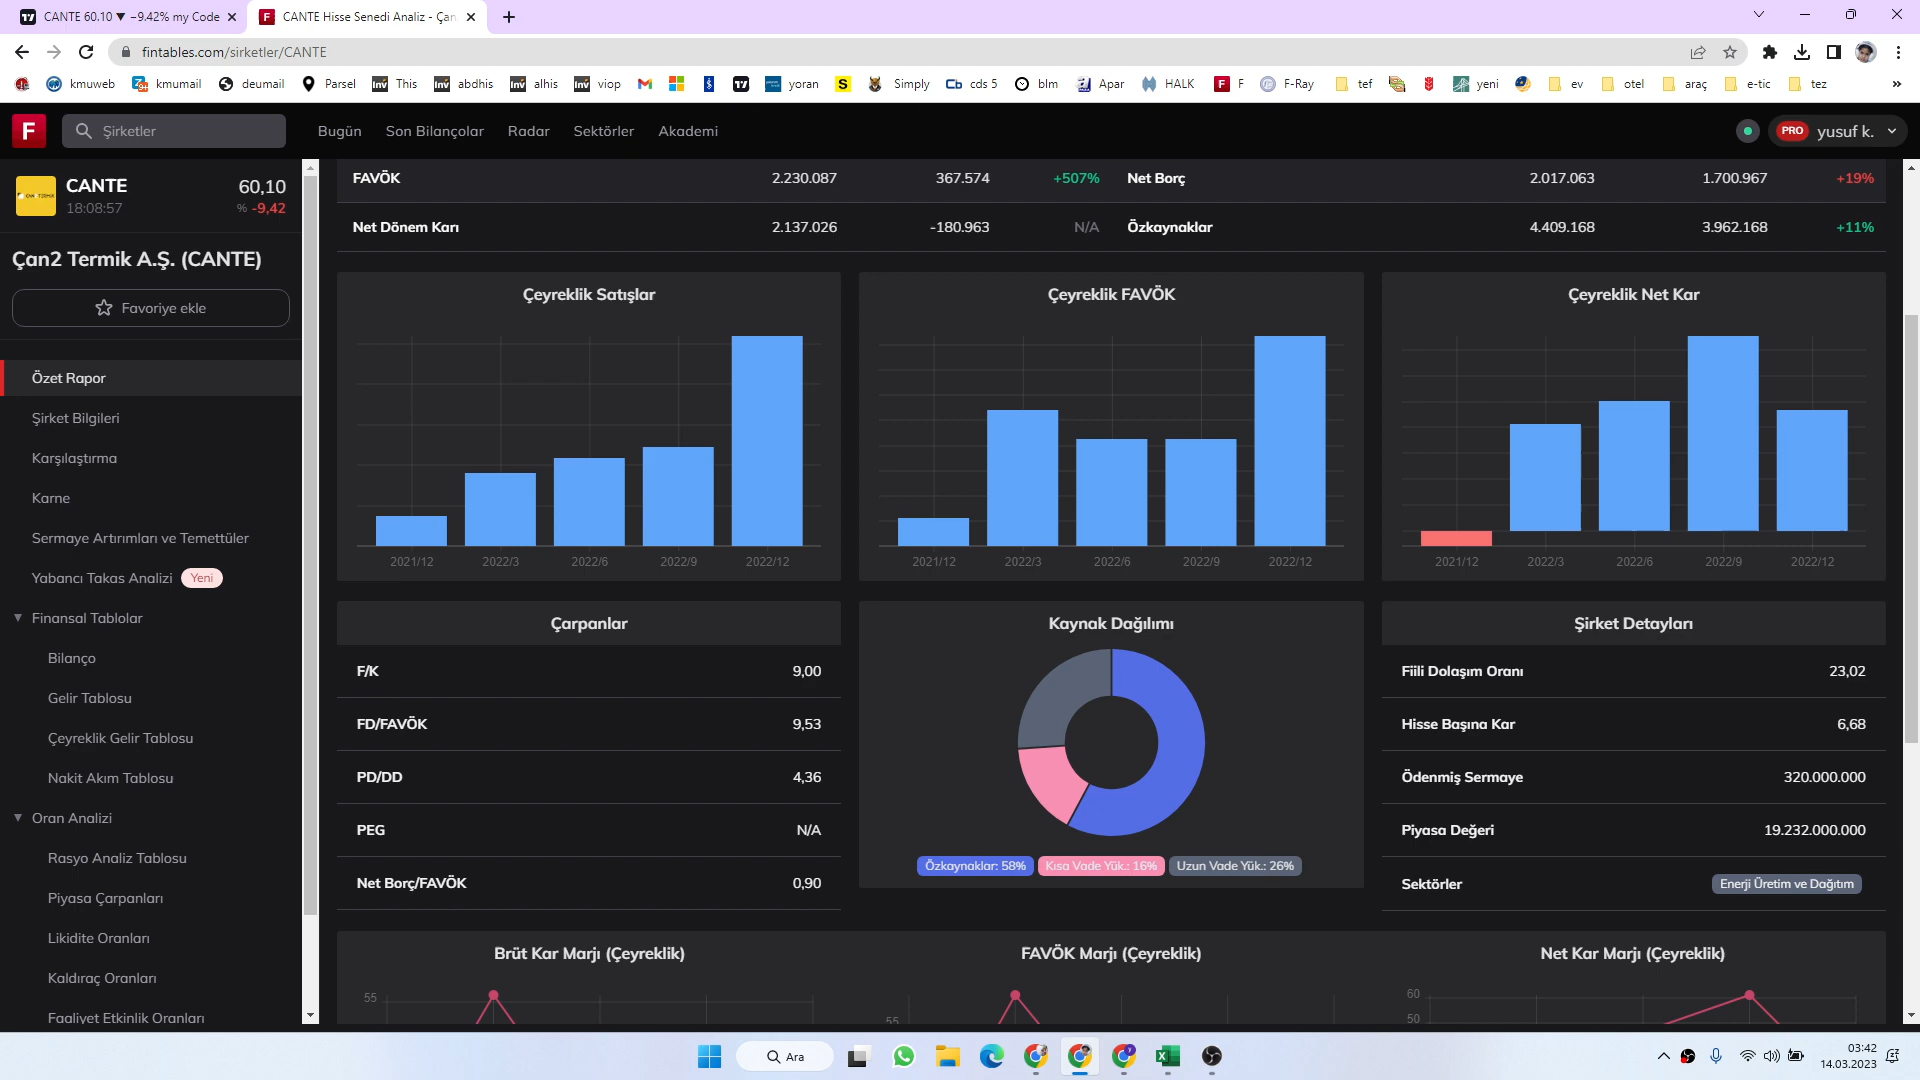 CANTE 60.10 ▼ −9.42% my Code
CANTE Hisse Senedi Analiz - Çan
fintables.com/sirketler/CANTE
kmuweb
kmumail
deumail
Parsel
This
abdhis
alhis
viop
yoran
Simply
cds 5
blm
Apar
HALK
F
F-Ray
tef
yeni
ev
otel
araç
e-tic
tez
»
F
Şirketler
Bugün
Son Bilançolar
Radar
Sektörler
Akademi
PRO
yusuf k.
CANTE
60,10
18:08:57
% -9,42
Çan2 Termik A.Ş. (CANTE)
Favoriye ekle
Özet Rapor
Şirket Bilgileri
Karşılaştırma
Karne
Sermaye Artırımları ve Temettüler
Yabancı Takas Analizi Yeni
Finansal Tablolar
Bilanço
Gelir Tablosu
Çeyreklik Gelir Tablosu
Nakit Akım Tablosu
Oran Analizi
Rasyo Analiz Tablosu
Piyasa Çarpanları
Likidite Oranları
Kaldıraç Oranları
Faaliyet Etkinlik Oranları
FAVÖK 2.230.087 367.574 +507%
Net Borç 2.017.063 1.700.967 +19%
Net Dönem Karı 2.137.026 -180.963 N/A
Özkaynaklar 4.409.168 3.962.168 +11%
Çeyreklik Satışlar
2021/12 2022/3 2022/6 2022/9 2022/12
Çeyreklik FAVÖK
2021/12 2022/3 2022/6 2022/9 2022/12
Çeyreklik Net Kar
2021/12 2022/3 2022/6 2022/9 2022/12
Çarpanlar
F/K 9,00
FD/FAVÖK 9,53
PD/DD 4,36
PEG N/A
Net Borç/FAVÖK 0,90
Kaynak Dağılımı
Özkaynaklar: 58% Kısa Vade Yük.: 16% Uzun Vade Yük.: 26%
Şirket Detayları
Fiili Dolaşım Oranı 23,02
Hisse Başına Kar 6,68
Ödenmiş Sermaye 320.000.000
Piyasa Değeri 19.232.000.000
Sektörler Enerji Üretim ve Dağıtım
Brüt Kar Marjı (Çeyreklik)
55
FAVÖK Marjı (Çeyreklik)
55
Net Kar Marjı (Çeyreklik)
60
50
Ara
03:42
14.03.2023